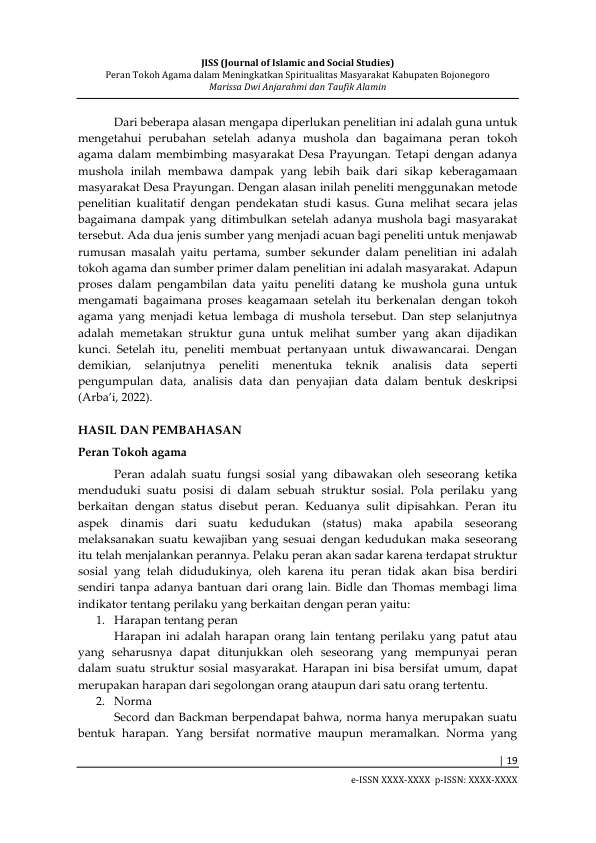 JISS (Journal of Islamic and Social Studies)
Peran Tokoh Agama dalam Meningkatkan Spiritualitas Masyarakat Kabupaten Bojonegoro
Marissa Dwi Anjarahmi dan Taufik Alamin
Dari beberapa alasan mengapa diperlukan penelitian ini adalah guna untuk
mengetahui perubahan setelah adanya mushola dan bagaimana peran tokoh
agama dalam membimbing masyarakat Desa Prayungan. Tetapi dengan adanya
mushola inilah membawa dampak yang lebih baik dari sikap keberagamaan
masyarakat Desa Prayungan. Dengan alasan inilah peneliti menggunakan metode
penelitian kualitatif dengan pendekatan studi kasus. Guna melihat secara jelas
bagaimana dampak yang ditimbulkan setelah adanya mushola bagi masyarakat
tersebut. Ada dua jenis sumber yang menjadi acuan bagi peneliti untuk menjawab
rumusan masalah yaitu pertama, sumber sekunder dalam penelitian ini adalah
tokoh agama dan sumber primer dalam penelitian ini adalah masyarakat. Adapun
proses dalam pengambilan data yaitu peneliti datang ke mushola guna untuk
mengamati bagaimana proses keagamaan setelah itu berkenalan dengan tokoh
agama yang menjadi ketua lembaga di mushola tersebut. Dan step selanjutnya
adalah memetakan struktur guna untuk melihat sumber yang akan dijadikan
kunci. Setelah itu, peneliti membuat pertanyaan untuk diwawancarai. Dengan
demikian, selanjutnya peneliti menentuka teknik analisis data seperti
pengumpulan data, analisis data dan penyajian data dalam bentuk deskripsi
(Arba'i, 2022).
HASIL DAN PEMBAHASAN
Peran Tokoh agama
Peran adalah suatu fungsi sosial yang dibawakan oleh seseorang ketika
menduduki suatu posisi di dalam sebuah struktur sosial. Pola perilaku yang
berkaitan dengan status disebut peran. Keduanya sulit dipisahkan. Peran itu
aspek dinamis dari suatu kedudukan (status) maka apabila seseorang
melaksanakan suatu kewajiban yang sesuai dengan kedudukan maka seseorang
itu telah menjalankan perannya. Pelaku peran akan sadar karena terdapat struktur
sosial yang telah didudukinya, oleh karena itu peran tidak akan bisa berdiri
sendiri tanpa adanya bantuan dari orang lain. Bidle dan Thomas membagi lima
indikator tentang perilaku yang berkaitan dengan peran yaitu:
1. Harapan tentang peran
Harapan ini adalah harapan orang lain tentang perilaku yang patut atau
yang seharusnya dapat ditunjukkan oleh seseorang yang mempunyai peran
dalam suatu struktur sosial masyarakat. Harapan ini bisa bersifat umum, dapat
merupakan harapan dari segolongan orang ataupun dari satu orang tertentu.
2. Norma
Secord dan Backman berpendapat bahwa, norma hanya merupakan suatu
bentuk harapan. Yang bersifat normative maupun meramalkan. Norma yang
| 19
e-ISSN XXXX-XXXX p-ISSN: XXXX-XXXX